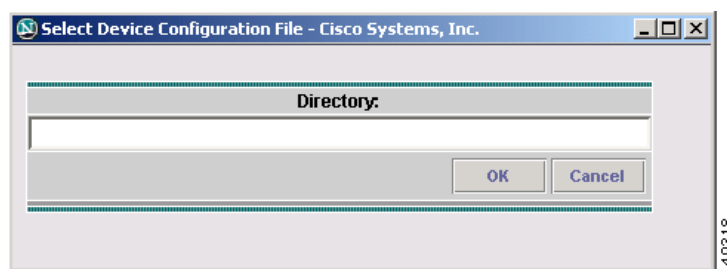 Select Device Configuration File - Cisco Systems, Inc.
Directory:
OK
Cancel